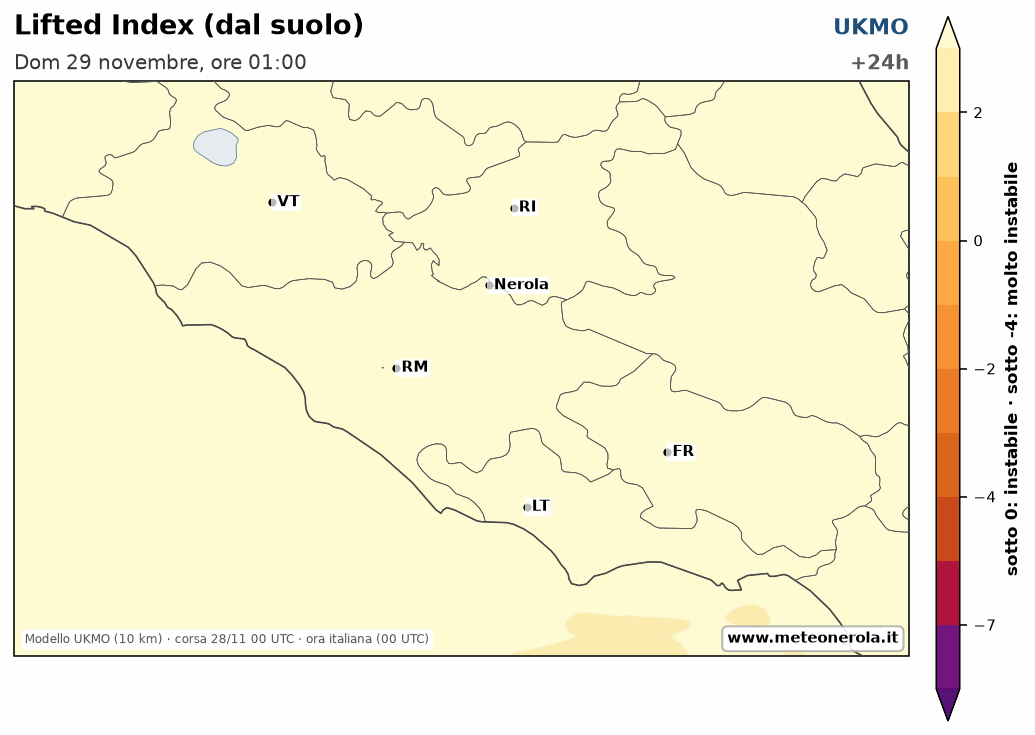 Lifted Index (dal suolo)
UKMO
Dom 29 novembre, ore 01:00
+24h
VT
RI
Nerola
RM
FR
LT
Modello UKMO (10 km) · corsa 28/11 00 UTC · ora italiana (00 UTC)
www.meteonerola.it
2
0
−2
−4
−7
sotto 0: instabile · sotto -4: molto instabile